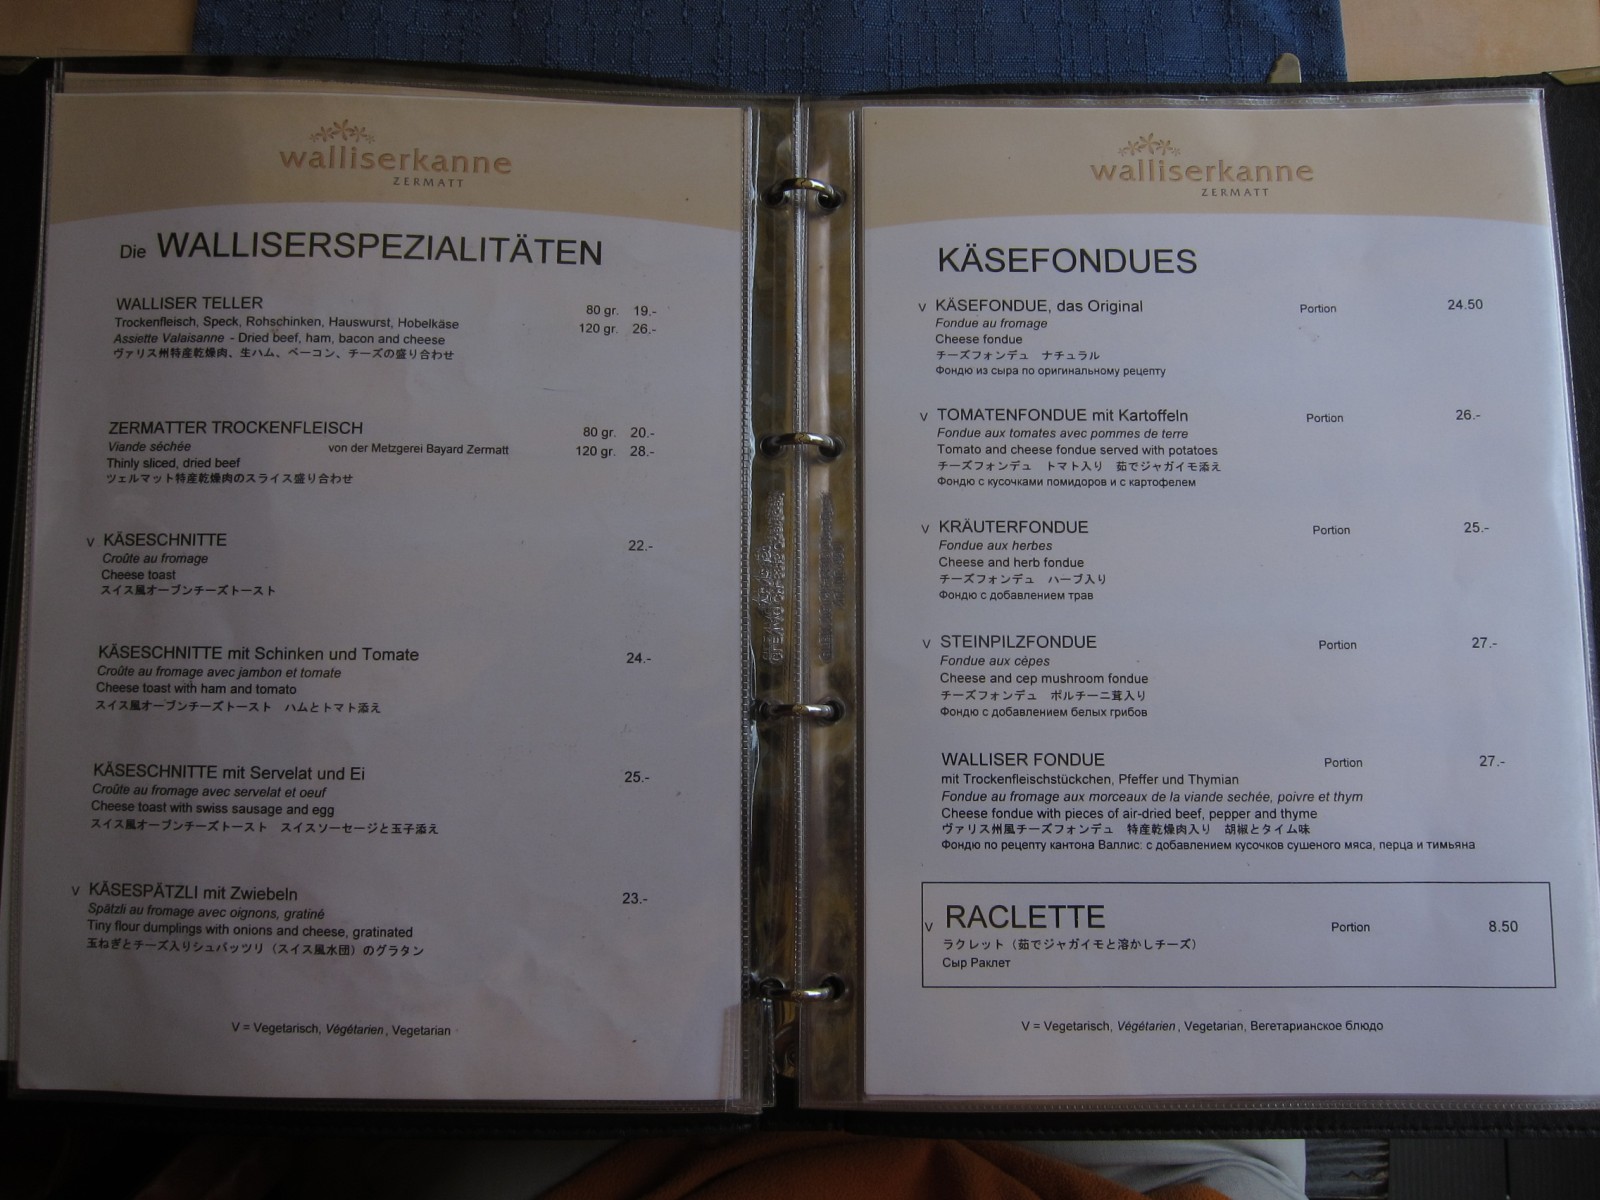 walliserkanne
ZERMATT
Die WALLISERSPEZIALITÄTEN
WALLISER TELLER 80 gr. 19.-
Trockenfleisch, Speck, Rohschinken, Hauswurst, Hobelkäse 120 gr. 26.-
Assiette Valaisanne - Dried beef, ham, bacon and cheese
ヴァリス州特産乾燥肉、生ハム、ベーコン、チーズの盛り合わせ
ZERMATTER TROCKENFLEISCH 80 gr. 20.-
Viande séchée von der Metzgerei Bayard Zermatt 120 gr. 28.-
Thinly sliced, dried beef
ツェルマット特産乾燥肉のスライス盛り合わせ
V KÄSESCHNITTE 22.-
Croûte au fromage
Cheese toast
スイス風オーブンチーズトースト
KÄSESCHNITTE mit Schinken und Tomate 24.-
Croûte au fromage avec jambon et tomate
Cheese toast with ham and tomato
スイス風オーブンチーズトースト ハムとトマト添え
KÄSESCHNITTE mit Servelat und Ei 25.-
Croûte au fromage avec servelat et oeuf
Cheese toast with swiss sausage and egg
スイス風オーブンチーズトースト スイスソーセージと玉子添え
V KÄSESPÄTZLI mit Zwiebeln 23.-
Spätzli au fromage avec oignons, gratiné
Tiny flour dumplings with onions and cheese, gratinated
玉ねぎとチーズ入りシュパッツリ（スイス風水団）のグラタン
V = Vegetarisch, Végétarien, Vegetarian
walliserkanne
ZERMATT
KÄSEFONDUES
V KÄSEFONDUE, das Original Portion 24.50
Fondue au fromage
Cheese fondue
チーズフォンデュ ナチュラル
Фондю из сыра по оригинальному рецепту
V TOMATENFONDUE mit Kartoffeln Portion 26.-
Fondue aux tomates avec pommes de terre
Tomato and cheese fondue served with potatoes
チーズフォンデュ トマト入り 茹でジャガイモ添え
Фондю с кусочками помидоров и с картофелем
V KRÄUTERFONDUE Portion 25.-
Fondue aux herbes
Cheese and herb fondue
チーズフォンデュ ハーブ入り
Фондю с добавлением трав
V STEINPILZFONDUE Portion 27.-
Fondue aux cèpes
Cheese and cep mushroom fondue
チーズフォンデュ ポルチーニ茸入り
Фондю с добавлением белых грибов
WALLISER FONDUE Portion 27.-
mit Trockenfleischstückchen, Pfeffer und Thymian
Fondue au fromage aux morceaux de la viande sechée, poivre et thym
Cheese fondue with pieces of air-dried beef, pepper and thyme
ヴァリス州風チーズフォンデュ 特産乾燥肉入り 胡椒とタイム味
Фондю по рецепту кантона Валлис: с добавлением кусочков сушеного мяса, перца и тимьяна
V RACLETTE Portion 8.50
ラクレット（茹でジャガイモと溶かしチーズ）
Сыр Раклет
V = Vegetarisch, Végétarien, Vegetarian, Вегетарианское блюдо